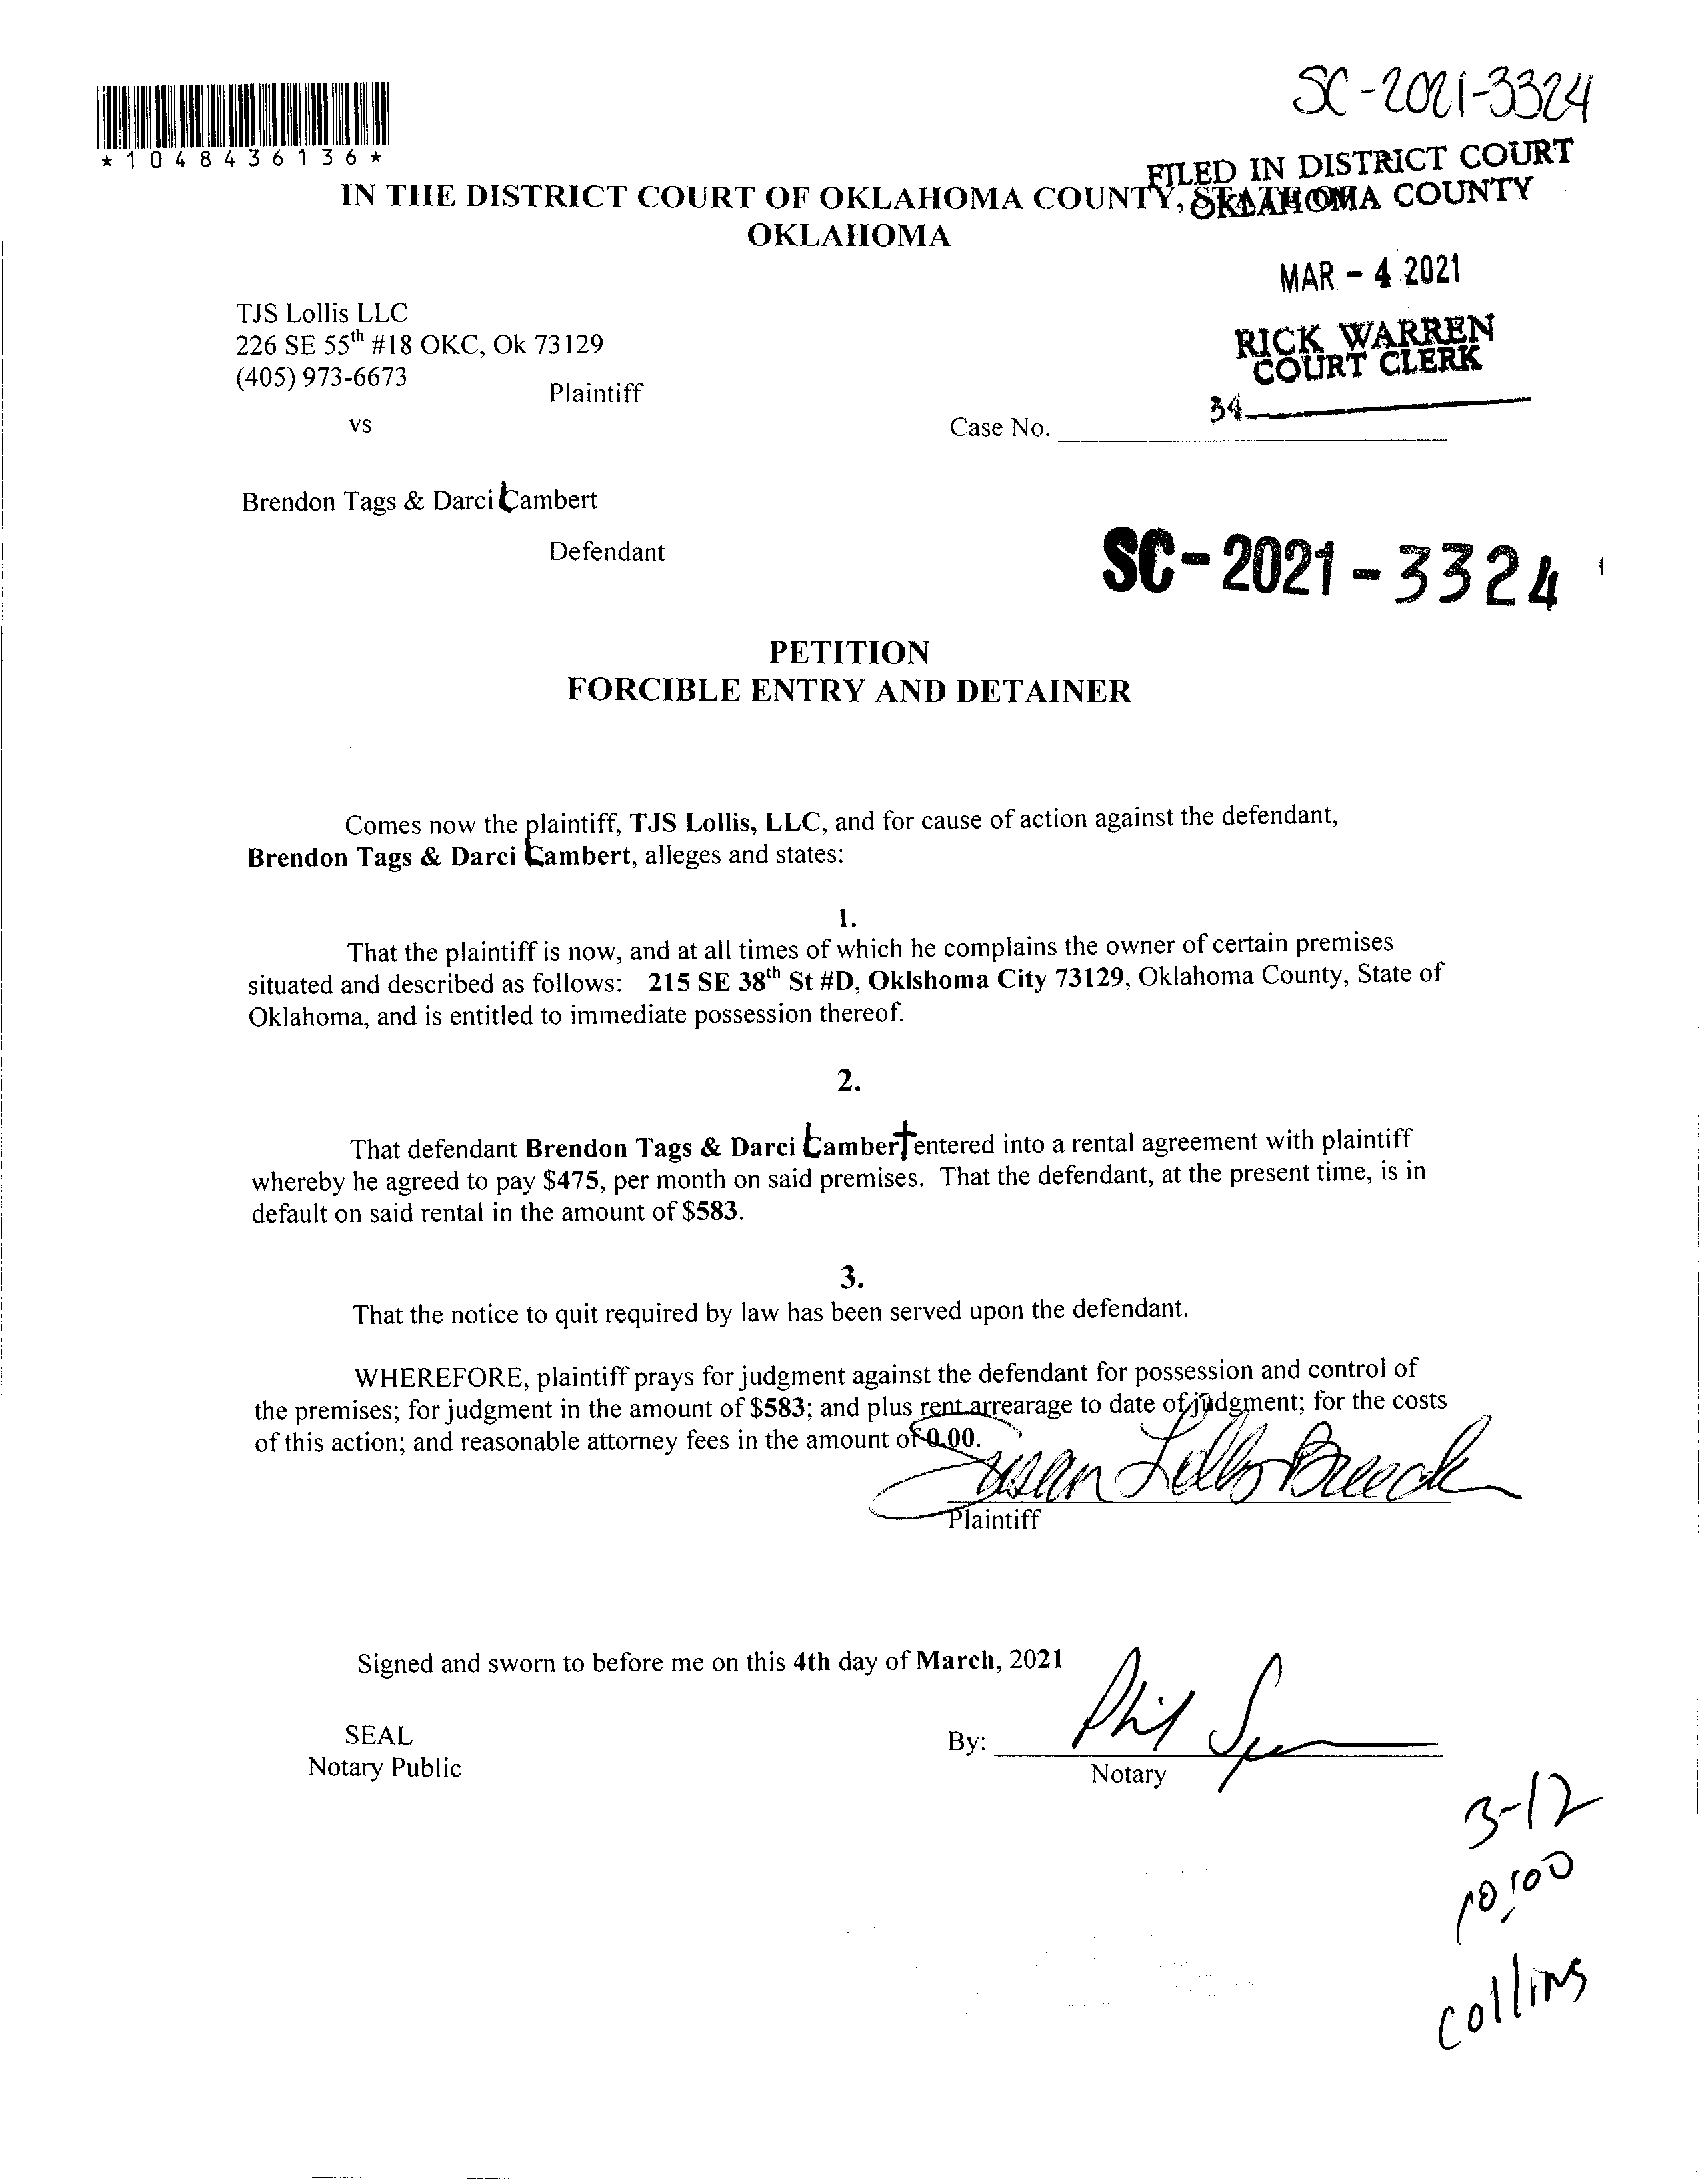 SC-2021-3324
*1048436136*
FILED IN DISTRICT COURT
OKLAHOMA COUNTY
IN THE DISTRICT COURT OF OKLAHOMA COUNTY, STATE OF
OKLAHOMA
MAR - 4 2021
TJS Lollis LLC
226 SE 55th #18 OKC, Ok 73129
(405) 973-6673
RICK WARREN
COURT CLERK
Plaintiff
34
vs
Case No.
Brendon Tags & Darci Lambert
Defendant
SC-2021-3324
PETITION
FORCIBLE ENTRY AND DETAINER
Comes now the plaintiff, TJS Lollis, LLC, and for cause of action against the defendant,
Brendon Tags & Darci Lambert, alleges and states:
1.
That the plaintiff is now, and at all times of which he complains the owner of certain premises
situated and described as follows: 215 SE 38th St #D, Oklshoma City 73129, Oklahoma County, State of
Oklahoma, and is entitled to immediate possession thereof.
2.
That defendant Brendon Tags & Darci Lambert entered into a rental agreement with plaintiff
whereby he agreed to pay $475, per month on said premises. That the defendant, at the present time, is in
default on said rental in the amount of $583.
3.
That the notice to quit required by law has been served upon the defendant.
WHEREFORE, plaintiff prays for judgment against the defendant for possession and control of
the premises; for judgment in the amount of $583; and plus rent arrearage to date of judgment; for the costs
of this action; and reasonable attorney fees in the amount of 0.00.
Susan Lollis Breeck
Plaintiff
Signed and sworn to before me on this 4th day of March, 2021
SEAL
Notary Public
By: Phil
Notary
3-12
10:00
Collins